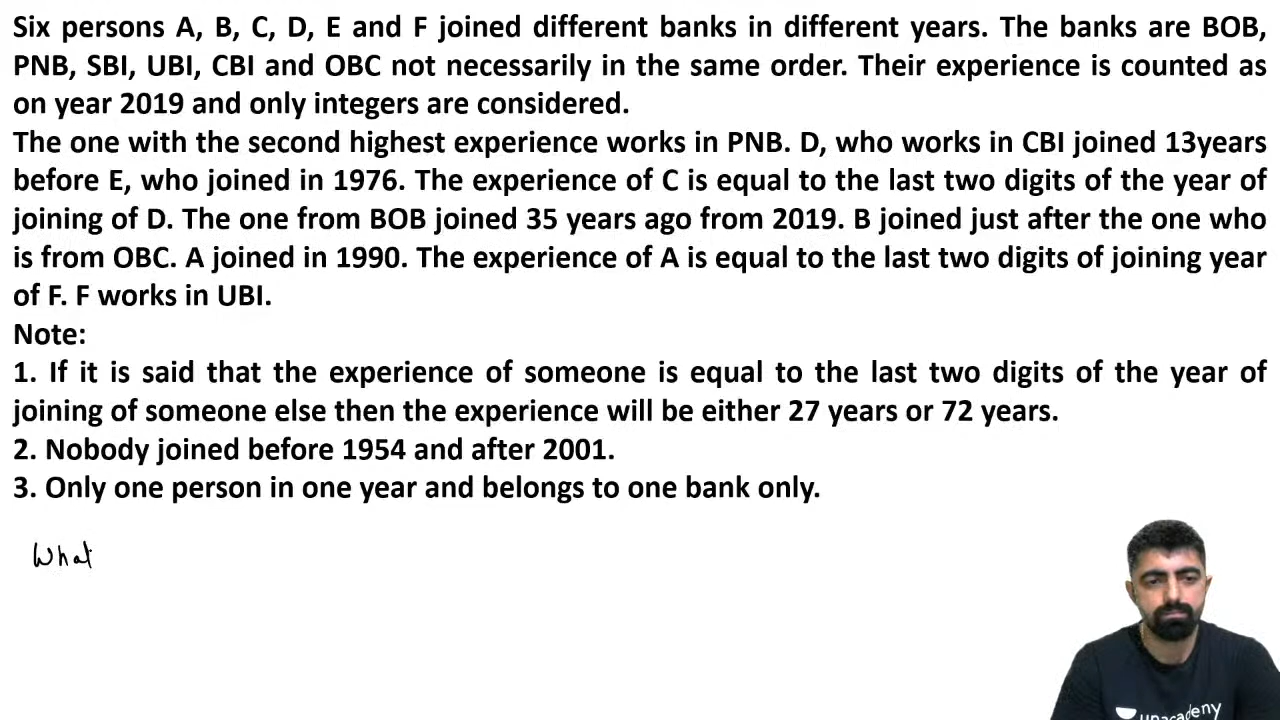 Six persons A, B, C, D, E and F joined different banks in different years. The banks are BOB,
PNB, SBI, UBI, CBI and OBC not necessarily in the same order. Their experience is counted as
on year 2019 and only integers are considered.
The one with the second highest experience works in PNB. D, who works in CBI joined 13years
before E, who joined in 1976. The experience of C is equal to the last two digits of the year of
joining of D. The one from BOB joined 35 years ago from 2019. B joined just after the one who
is from OBC. A joined in 1990. The experience of A is equal to the last two digits of joining year
of F. F works in UBI.
Note:
1. If it is said that the experience of someone is equal to the last two digits of the year of
joining of someone else then the experience will be either 27 years or 72 years.
2. Nobody joined before 1954 and after 2001.
3. Only one person in one year and belongs to one bank only.
What
unacademy